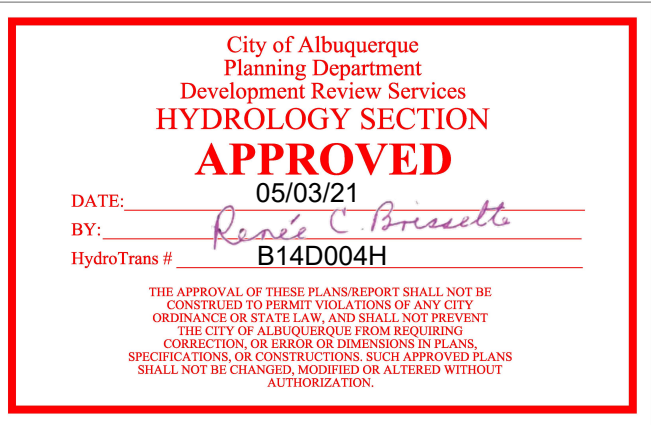 City of Albuquerque
Planning Department
Development Review Services
HYDROLOGY SECTION
APPROVED
DATE: 05/03/21
BY: Renée C. Brissette
HydroTrans # B14D004H
THE APPROVAL OF THESE PLANS/REPORT SHALL NOT BE
CONSTRUED TO PERMIT VIOLATIONS OF ANY CITY
ORDINANCE OR STATE LAW, AND SHALL NOT PREVENT
THE CITY OF ALBUQUERQUE FROM REQUIRING
CORRECTION, OR ERROR OR DIMENSIONS IN PLANS,
SPECIFICATIONS, OR CONSTRUCTIONS. SUCH APPROVED PLANS
SHALL NOT BE CHANGED, MODIFIED OR ALTERED WITHOUT
AUTHORIZATION.